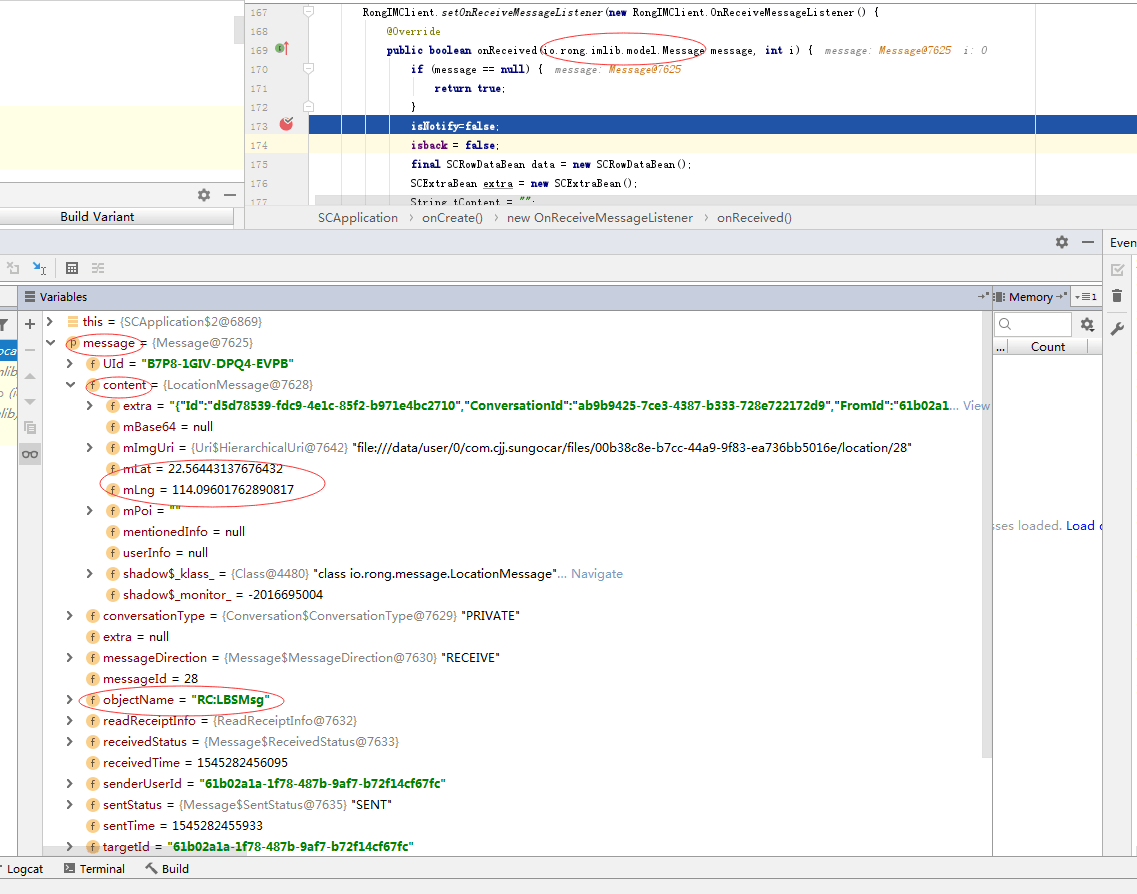 167 RongIMClient.setOnReceiveMessageListener(new RongIMClient.OnReceiveMessageListener() {
168 @Override
169 public boolean onReceived(io.rong.imlib.model.Message message, int i) { message: Message@7625 i: 0
170 if (message == null) { message: Message@7625
171 return true;
172 }
173 isNotify=false;
174 isback = false;
175 final SCRowDataBean data = new SCRowDataBean();
176 SCExtraBean extra = new SCExtraBean();
177 String tContent = "";
Build Variant
SCApplication › onCreate() › new OnReceiveMessageListener › onReceived()
Even
Variables
Memory
1
this = {SCApplication$2@6869}
message = {Message@7625}
... Count
UId = "B7P8-1GIV-DPQ4-EVPB"
content = {LocationMessage@7628}
extra = "{"Id":"d5d78539-fdc9-4e1c-85f2-b971e4bc2710","ConversationId":"ab9b9425-7ce3-4387-b333-728e722172d9","FromId":"61b02a1... View
mBase64 = null
mImgUri = {Uri$HierarchicalUri@7642} "file:///data/user/0/com.cjj.sungocar/files/00b38c8e-b7cc-44a9-9f83-ea736bb5016e/location/28"
mLat = 22.56443137676432
mLng = 114.09601762890817
mPoi = ""
mentionedInfo = null
sses loaded. Load c
userInfo = null
shadow$_klass_ = {Class@4480} "class io.rong.message.LocationMessage"... Navigate
shadow$_monitor_ = -2016695004
conversationType = {Conversation$ConversationType@7629} "PRIVATE"
extra = null
messageDirection = {Message$MessageDirection@7630} "RECEIVE"
messageId = 28
objectName = "RC:LBSMsg"
readReceiptInfo = {ReadReceiptInfo@7632}
receivedStatus = {Message$ReceivedStatus@7633}
receivedTime = 1545282456095
senderUserId = "61b02a1a-1f78-487b-9af7-b72f14cf67fc"
sentStatus = {Message$SentStatus@7635} "SENT"
sentTime = 1545282455933
targetId = "61b02a1a-1f78-487b-9af7-b72f14cf67fc"
Logcat Terminal Build